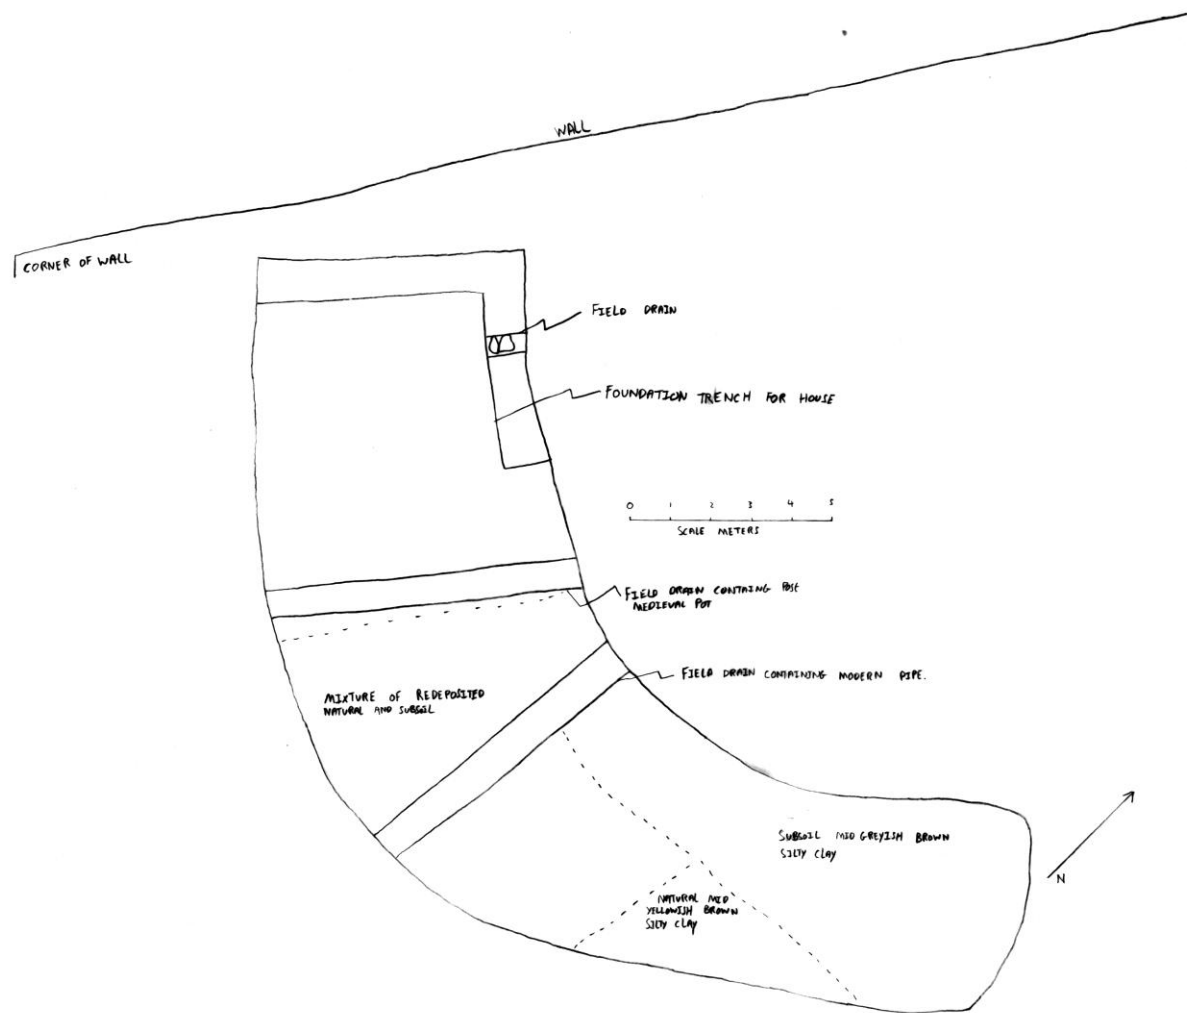 WALL
CORNER OF WALL
FIELD DRAIN
FOUNDATION TRENCH FOR HOUSE
0 1 2 3 4 5
SCALE METERS
FIELD DRAIN CONTAING POST
MEDIEVAL POT
FIELD DRAIN CONTAINING MODERN PIPE.
MIXTURE OF REDEPOSITED
NATURAL AND SUBSOIL
SUBSOIL MID GREYISH BROWN
SILTY CLAY
N
NATURAL MID
YELLOWISH BROWN
SILTY CLAY